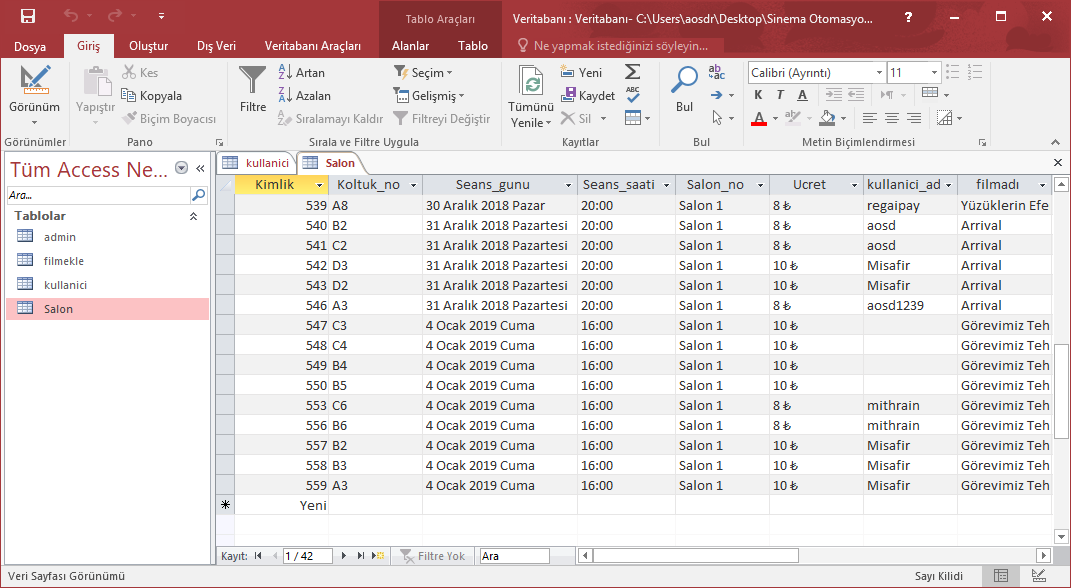 Tablo Araçları
Veritabanı : Veritabanı- C:\Users\aosdr\Desktop\Sinema Otomasyo...
?
Dosya Giriş Oluştur Dış Veri Veritabanı Araçları Alanlar Tablo Ne yapmak istediğinizi söyleyin...
Görünüm
Görünümler
Yapıştır
Kes
Kopyala
Biçim Boyacısı
Pano
Filtre
Artan
Azalan
Sıralamayı Kaldır
Seçim
Gelişmiş
Filtreyi Değiştir
Sırala ve Filtre Uygula
Tümünü
Yenile
Yeni
Kaydet
Sil
Kayıtlar
Bul
Bul
Calibri (Ayrıntı) 11
K T A
Metin Biçimlendirmesi
Tüm Access Ne...
Ara...
Tablolar
admin
filmekle
kullanici
Salon
kullanici Salon
Kimlik Koltuk_no Seans_gunu Seans_saati Salon_no Ucret kullanici_ad filmadı
539 A8 30 Aralık 2018 Pazar 20:00 Salon 1 8 ₺ regaipay Yüzüklerin Efe
540 B2 31 Aralık 2018 Pazartesi 20:00 Salon 1 8 ₺ aosd Arrival
541 C2 31 Aralık 2018 Pazartesi 20:00 Salon 1 8 ₺ aosd Arrival
542 D3 31 Aralık 2018 Pazartesi 20:00 Salon 1 10 ₺ Misafir Arrival
543 D2 31 Aralık 2018 Pazartesi 20:00 Salon 1 10 ₺ Misafir Arrival
546 A3 31 Aralık 2018 Pazartesi 20:00 Salon 1 8 ₺ aosd1239 Arrival
547 C3 4 Ocak 2019 Cuma 16:00 Salon 1 10 ₺ Görevimiz Teh
548 C4 4 Ocak 2019 Cuma 16:00 Salon 1 10 ₺ Görevimiz Teh
549 B4 4 Ocak 2019 Cuma 16:00 Salon 1 10 ₺ Görevimiz Teh
550 B5 4 Ocak 2019 Cuma 16:00 Salon 1 10 ₺ Görevimiz Teh
553 C6 4 Ocak 2019 Cuma 16:00 Salon 1 8 ₺ mithrain Görevimiz Teh
556 B6 4 Ocak 2019 Cuma 16:00 Salon 1 8 ₺ mithrain Görevimiz Teh
557 B2 4 Ocak 2019 Cuma 16:00 Salon 1 10 ₺ Misafir Görevimiz Teh
558 B3 4 Ocak 2019 Cuma 16:00 Salon 1 10 ₺ Misafir Görevimiz Teh
559 A3 4 Ocak 2019 Cuma 16:00 Salon 1 10 ₺ Misafir Görevimiz Teh
Yeni
Kayıt: 1 / 42 Filtre Yok Ara
Veri Sayfası Görünümü Sayı Kilidi